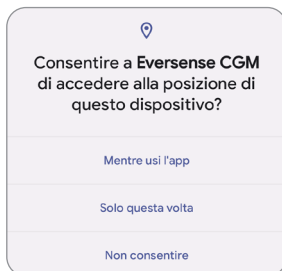 Consentire a Eversense CGM
di accedere alla posizione di
questo dispositivo?
Mentre usi l'app
Solo questa volta
Non consentire